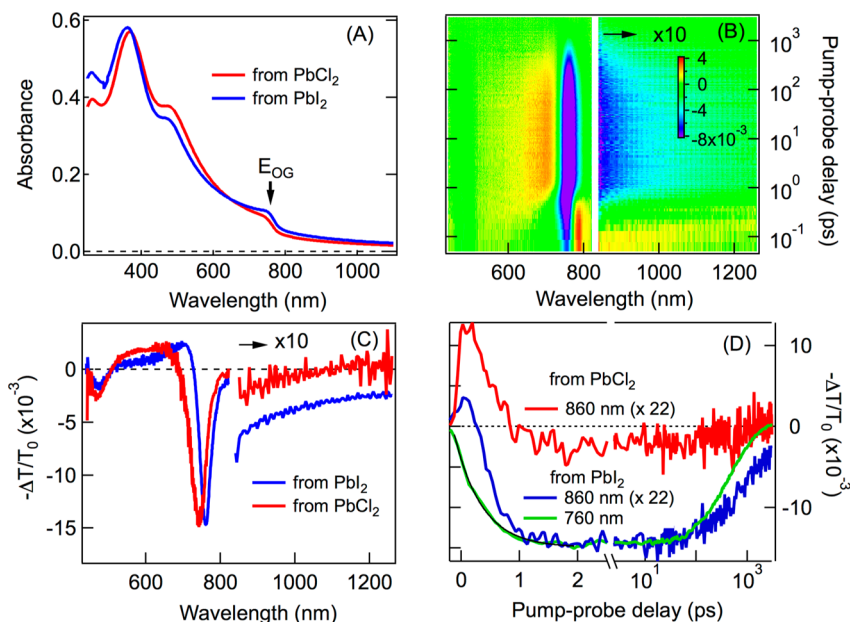 (A)
from PbCl₂
from PbI₂
E_OG
0.6
0.4
0.2
0.0
Absorbance
400
600
800
1000
Wavelength (nm)
(B)
x10
4
0
-4
-8x10⁻³
10³
10²
10¹
10⁰
10⁻¹
Pump-probe delay (ps)
600
800
1000
1200
Wavelength (nm)
(C)
x10
0
-5
-10
-15
-ΔT/T₀ (x10⁻³)
from PbI₂
from PbCl₂
600
800
1000
1200
Wavelength (nm)
(D)
from PbCl₂
860 nm (x 22)
from PbI₂
860 nm (x 22)
760 nm
10
0
-10
-ΔT/T₀ (x10⁻³)
0
1
2
10¹
10³
Pump-probe delay (ps)